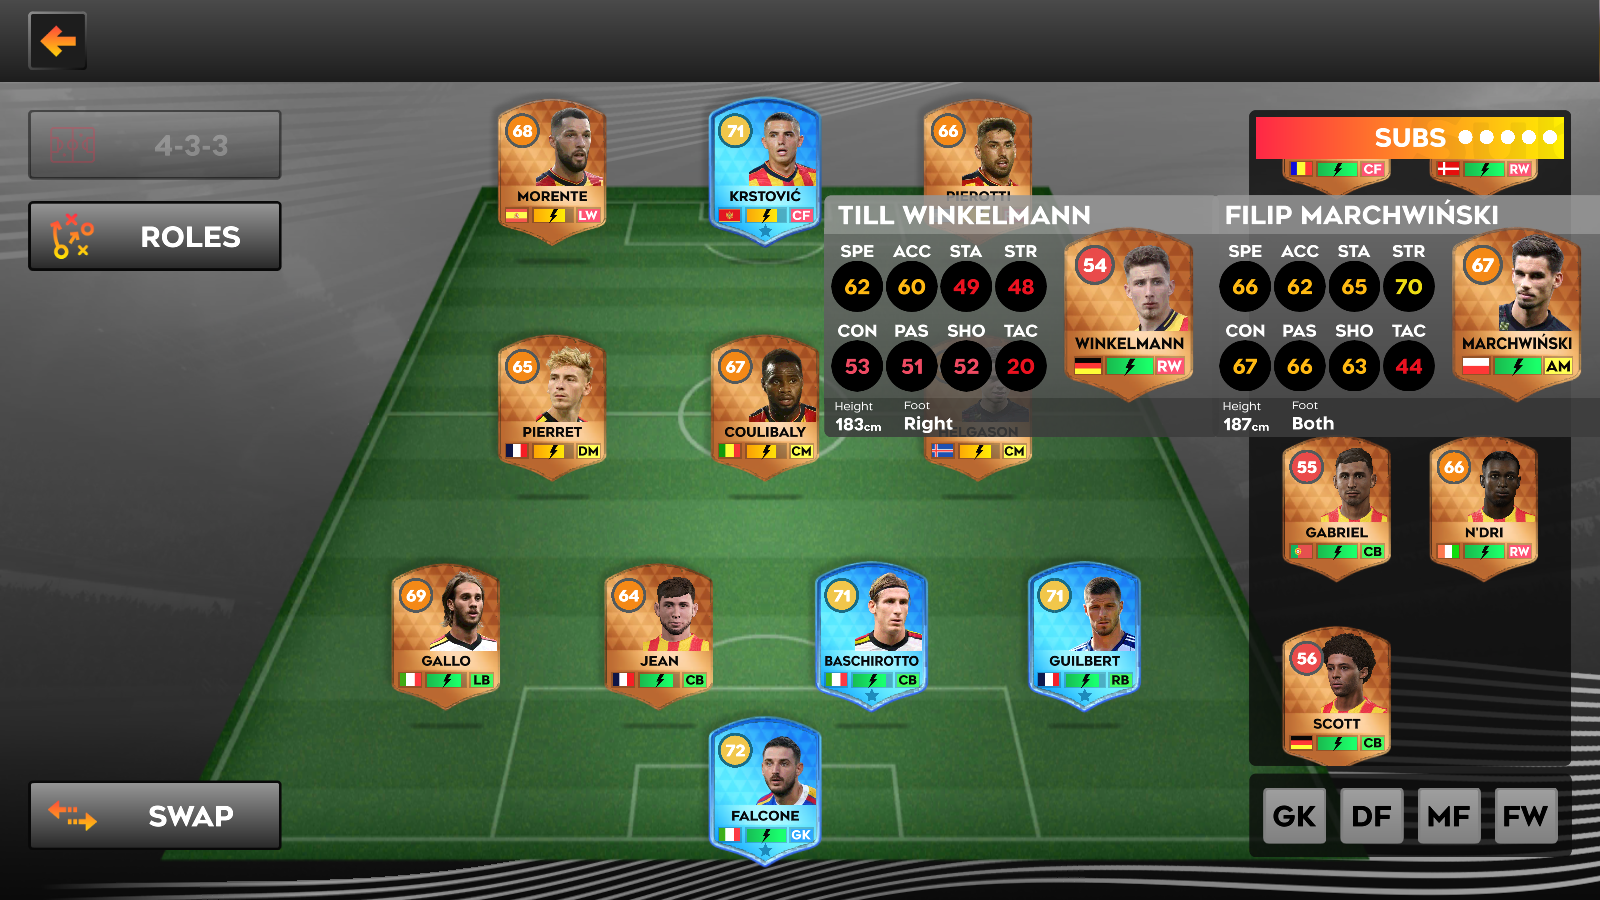 4-3-3
ROLES
SWAP
68
MORENTE
LW
71
KRSTOVIĆ
CF
66
PIEROTTI
65
PIERRET
DM
67
COULIBALY
CM
HELGASON
CM
69
GALLO
LB
64
JEAN
CB
71
BASCHIROTTO
CB
71
GUILBERT
RB
72
FALCONE
GK
TILL WINKELMANN
SPE ACC STA STR
62 60 49 48
CON PAS SHO TAC
53 51 52 20
Height Foot
183cm Right
54
WINKELMANN
RW
FILIP MARCHWIŃSKI
SPE ACC STA STR
66 62 65 70
CON PAS SHO TAC
67 66 63 44
Height Foot
187cm Both
67
MARCHWIŃSKI
AM
SUBS
CF RW
55
GABRIEL
CB
66
N'DRI
RW
56
SCOTT
CB
GK DF MF FW